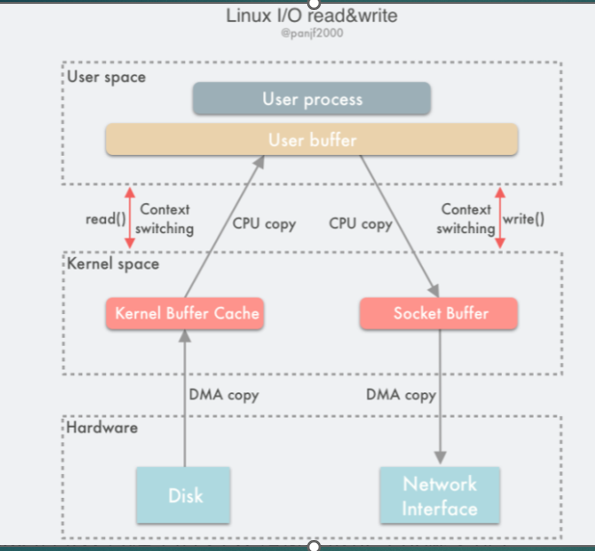 Linux I/O read&write
@panjf2000
User space
User process
User buffer
read()
Context
switching
CPU copy
CPU copy
Context
switching
write()
Kernel space
Kernel Buffer Cache
Socket Buffer
DMA copy
DMA copy
Hardware
Disk
Network
Interface